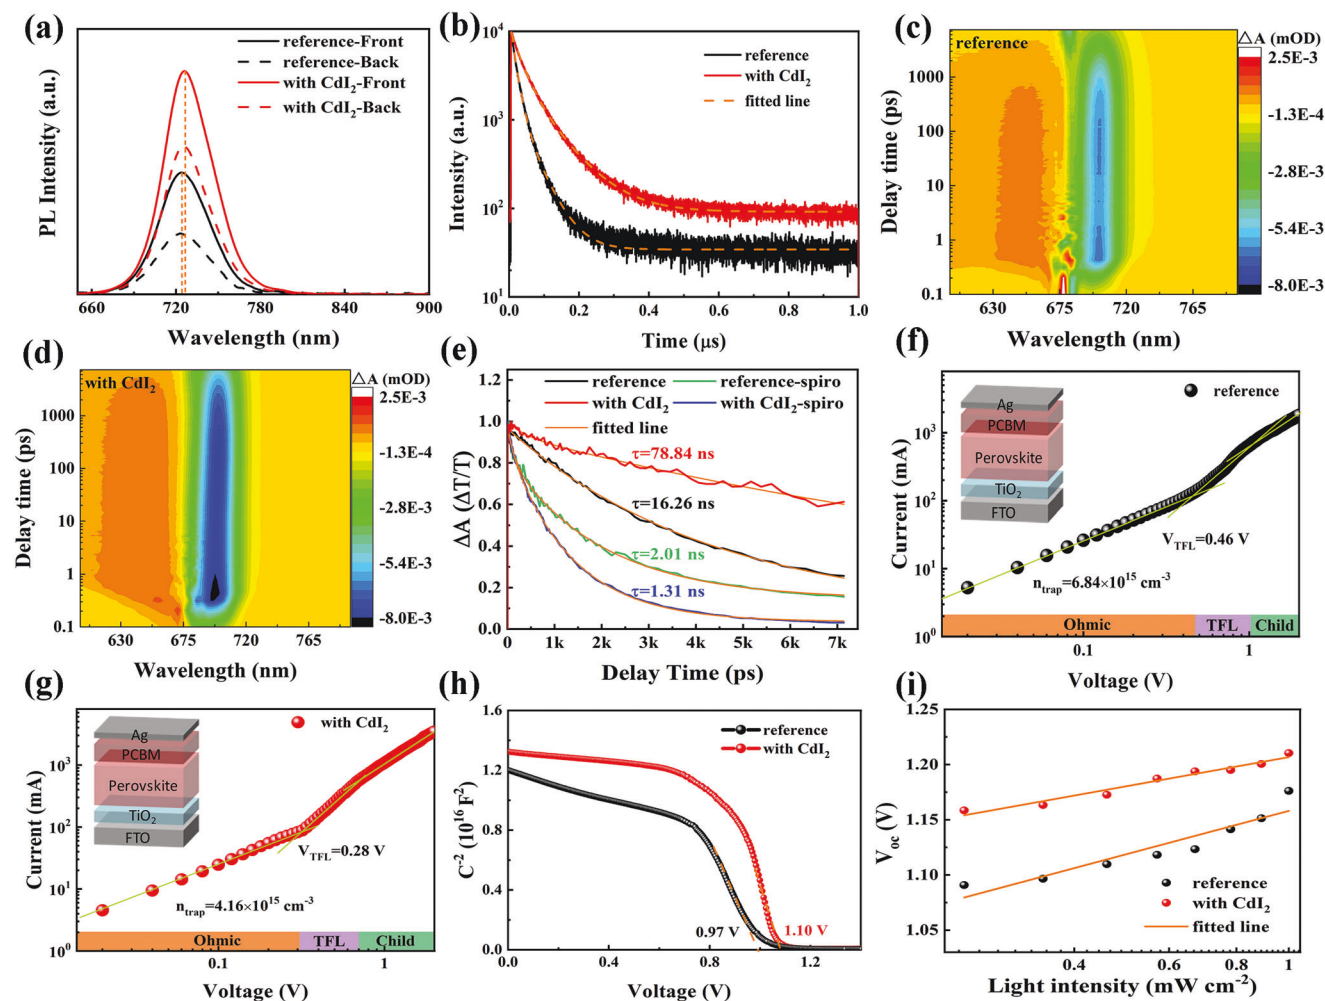 (a)
reference-Front
reference-Back
with CdI2-Front
with CdI2-Back
PL Intensity (a.u.)
650 720 780 840 900
Wavelength (nm)
(b)
reference
with CdI2
fitted line
Intensity (a.u.)
10^4
10^3
10^2
10^1
0.0 0.2 0.4 0.6 0.8 1.0
Time (μs)
(c)
reference
△A (mOD)
2.5E-3
-1.3E-4
-2.8E-3
-5.4E-3
-8.0E-3
Delay time (ps)
1000
100
10
1
0.1
630 675 720 765
Wavelength (nm)
(d)
with CdI2
△A (mOD)
2.5E-3
-1.3E-4
-2.8E-3
-5.4E-3
-8.0E-3
Delay time (ps)
1000
100
10
1
0.1
630 675 720 765
Wavelength (nm)
(e)
reference
with CdI2
fitted line
reference-spiro
with CdI2-spiro
τ=78.84 ns
τ=16.26 ns
τ=2.01 ns
τ=1.31 ns
ΔA (ΔT/T)
1.2
1.0
0.8
0.6
0.4
0.2
0.0
0 1k 2k 3k 4k 5k 6k 7k
Delay Time (ps)
(f)
reference
Ag
PCBM
Perovskite
TiO2
FTO
VTFL=0.46 V
ntrap=6.84×10^15 cm^-3
Ohmic TFL Child
Current (mA)
10^3
10^2
10^1
10^0
0.1 1
Voltage (V)
(g)
with CdI2
Ag
PCBM
Perovskite
TiO2
FTO
VTFL=0.28 V
ntrap=4.16×10^15 cm^-3
Ohmic TFL Child
Current (mA)
10^3
10^2
10^1
10^0
0.1 1
Voltage (V)
(h)
reference
with CdI2
0.97 V
1.10 V
C^-2 (10^16 F^2)
1.6
1.2
0.8
0.4
0.0
0.0 0.4 0.8 1.2
Voltage (V)
(i)
reference
with CdI2
fitted line
Voc (V)
1.25
1.20
1.15
1.10
1.05
0.4 0.6 0.8 1
Light intensity (mW cm^-2)